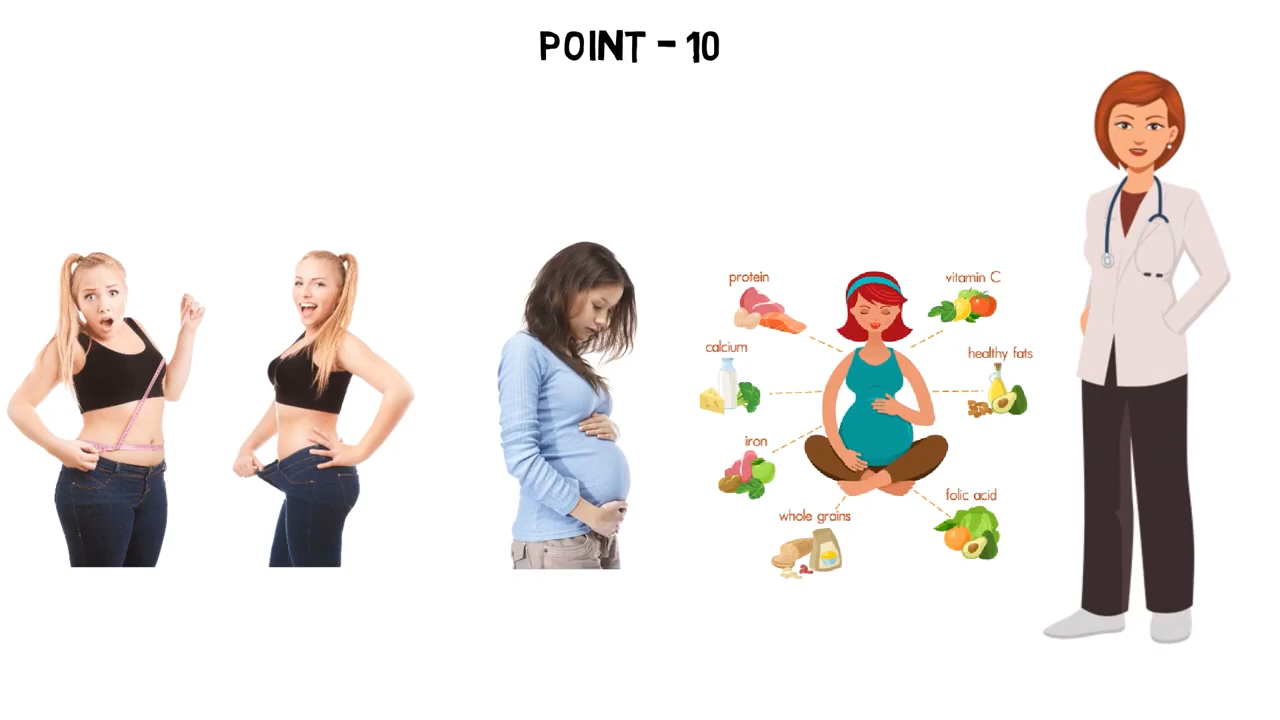 POINT - 10
protein
vitamin C
calcium
healthy fats
iron
folic acid
whole grains